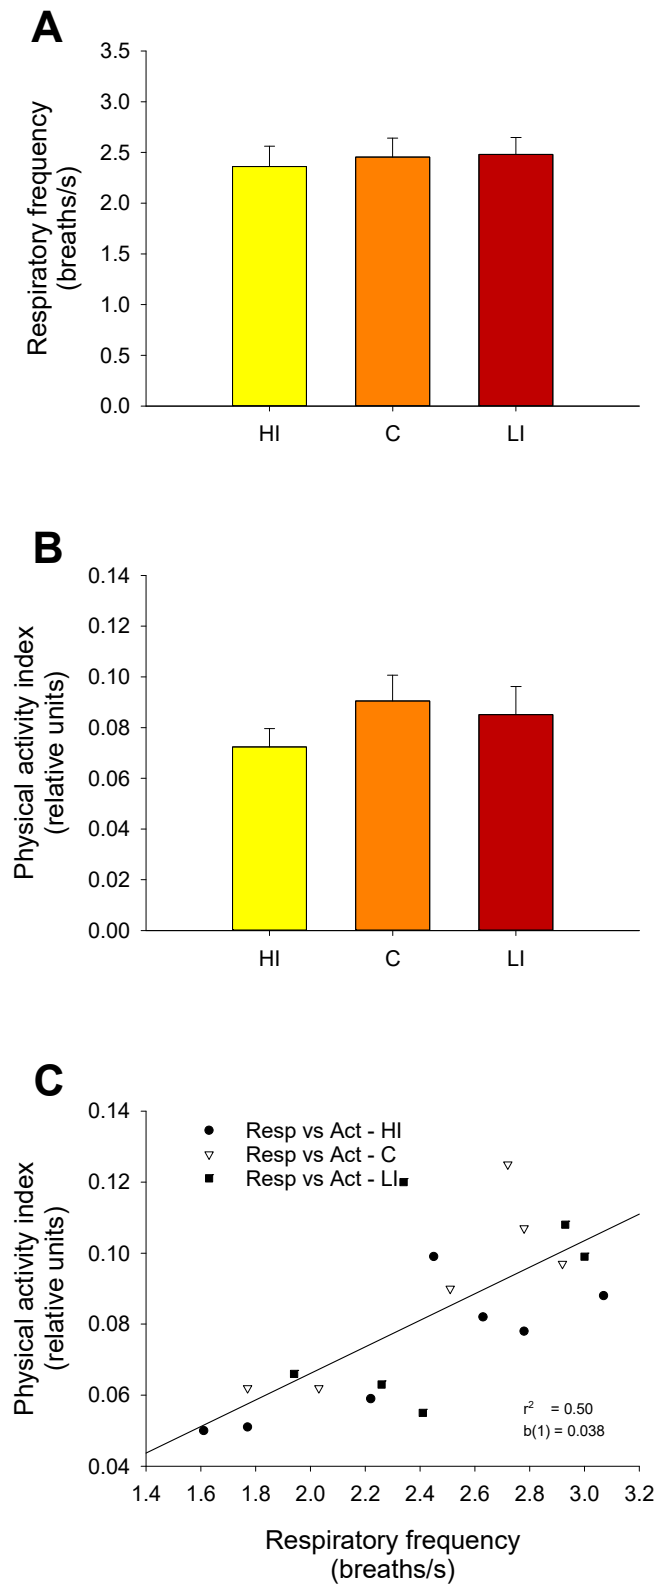 A
3.5
3.0
2.5
2.0
1.5
1.0
0.5
0.0
Respiratory frequency
(breaths/s)
HI C LI
B
0.14
0.12
0.10
0.08
0.06
0.04
0.02
0.00
Physical activity index
(relative units)
HI C LI
C
0.14
0.12
0.10
0.08
0.06
0.04
Physical activity index
(relative units)
Resp vs Act - HI
Resp vs Act - C
Resp vs Act - LI
r² = 0.50
b(1) = 0.038
1.4 1.6 1.8 2.0 2.2 2.4 2.6 2.8 3.0 3.2
Respiratory frequency
(breaths/s)